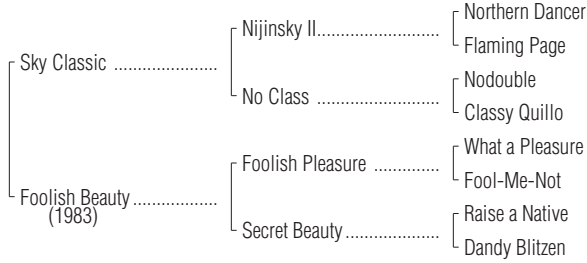 Northern Dancer
Nijinsky II
Flaming Page
Sky Classic
Nodouble
No Class
Classy Quillo
What a Pleasure
Foolish Pleasure
Fool-Me-Not
Foolish Beauty
(1983)
Raise a Native
Secret Beauty
Dandy Blitzen